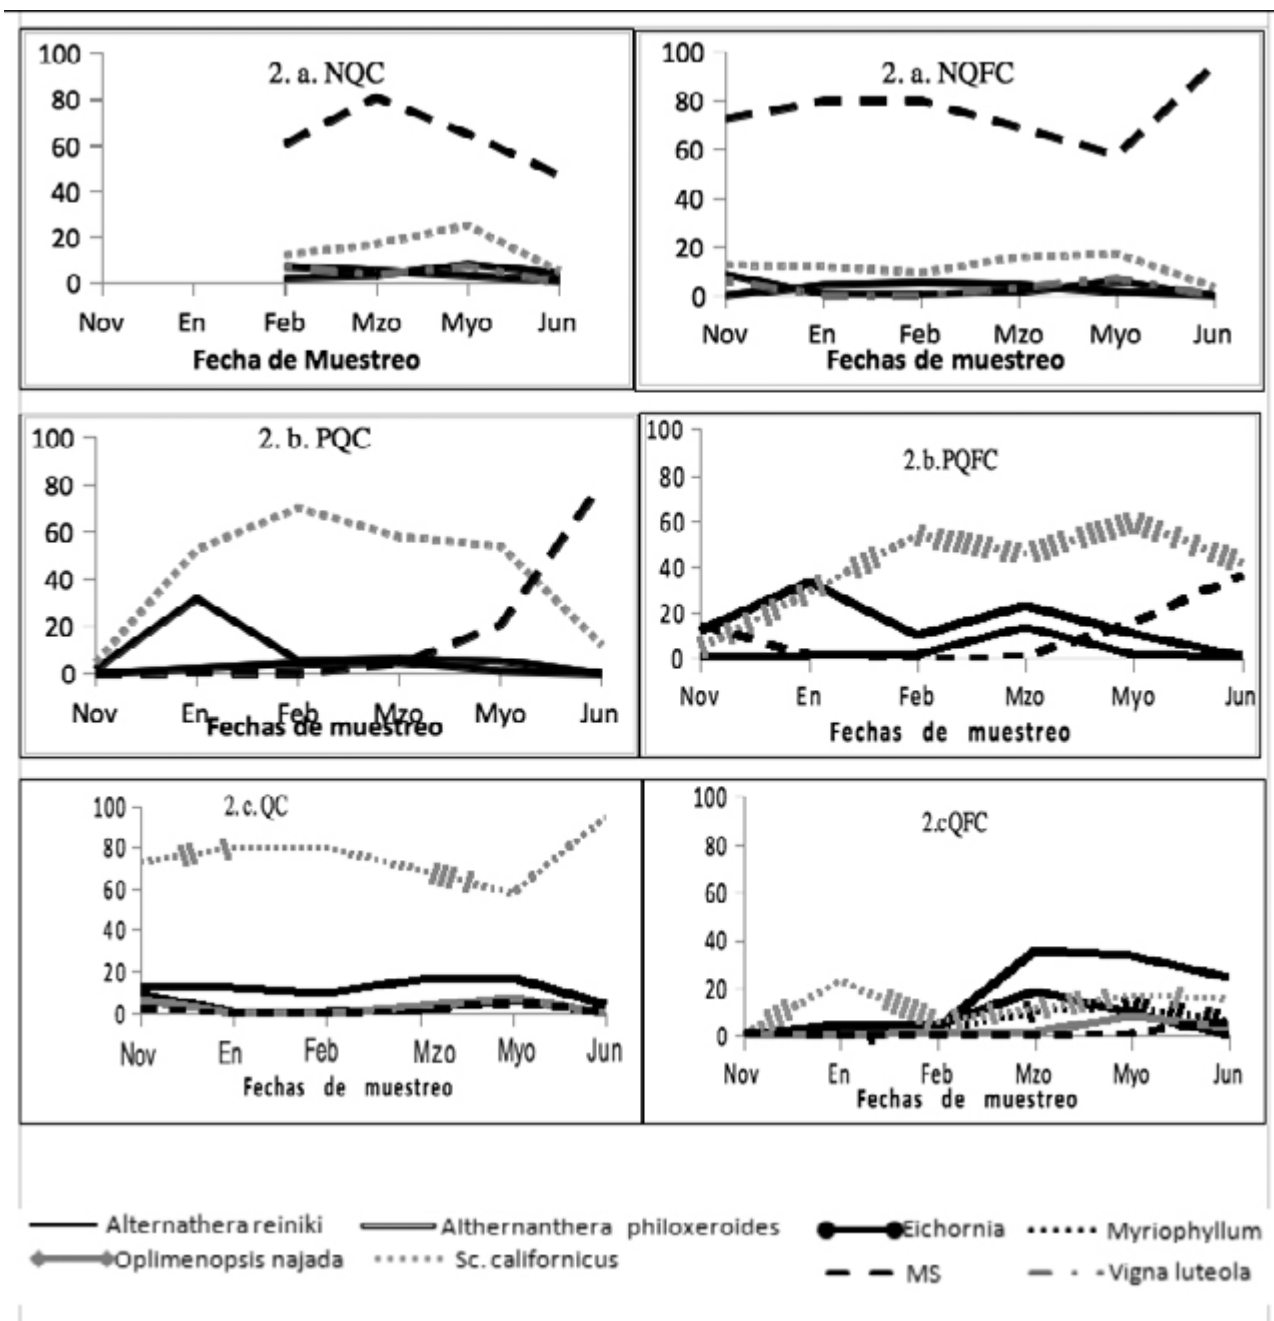 2. a. NQC
100
80
60
40
20
0
Nov En Feb Mzo Myo Jun
Fecha de Muestreo
2. a. NQFC
100
80
60
40
20
0
Nov En Feb Mzo Myo Jun
Fechas de muestreo
2. b. PQC
100
80
60
40
20
0
Nov En Feb Mzo Myo Jun
Fechas de muestreo
2.b.PQFC
100
80
60
40
20
0
Nov En Feb Mzo Myo Jun
Fechas de muestreo
2. c. QC
100
80
60
40
20
0
Nov En Feb Mzo Myo Jun
Fechas de muestreo
2.cQFC
100
80
60
40
20
0
Nov En Feb Mzo Myo Jun
Fechas de muestreo
Alternathera reiniki Althernanthera philoxeroides Eichornia Myriophyllum
Oplimenopsis najada Sc. californicus MS Vigna luteola